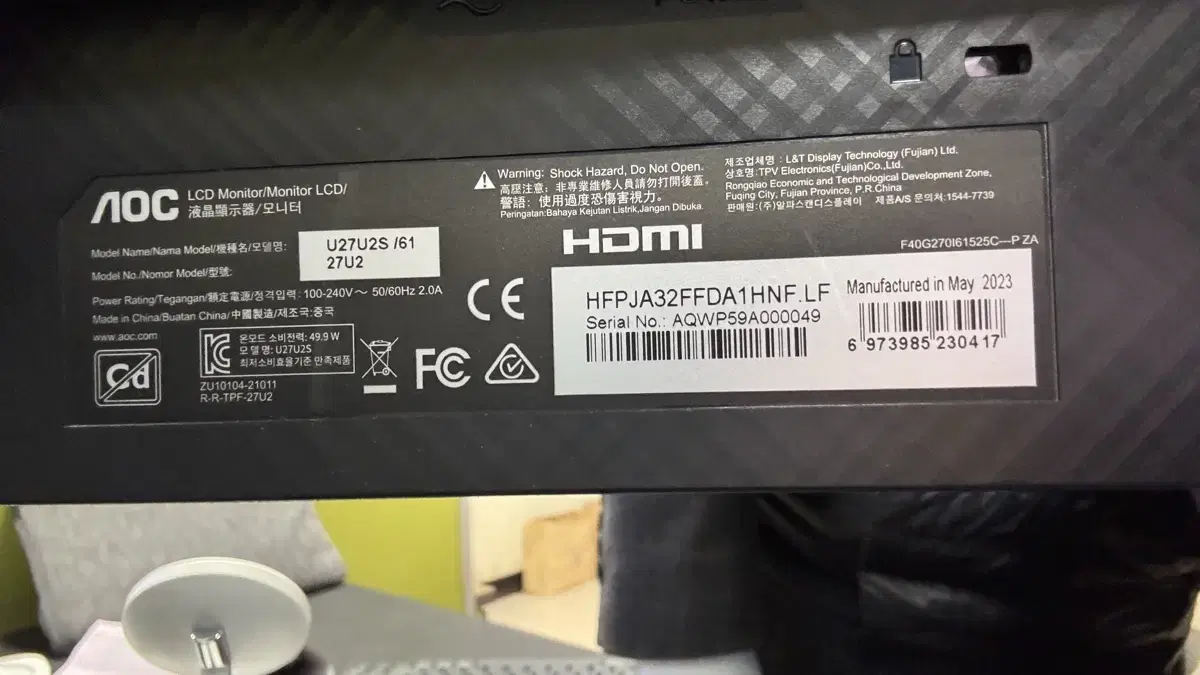 AOC
LCD Monitor/Monitor LCD/
液晶顯示器/모니터
Model Name/Nama Model/機種名/모델명:
U27U2S /61
Model No./Nomor Model/型號:
27U2
Power Rating/Tegangan/額定電源/정격입력: 100-240V～ 50/60Hz 2.0A
Made in China/Buatan China/中國製造/제조국:중국
www.aoc.com
Cd
온모드 소비전력: 49.9 W
모 델 명: U27U2S
최저소비효율기준 만족제품
ZU10104-21011
R-R-TPF-27U2
Warning: Shock Hazard, Do Not Open.
高壓注意: 非專業維修人員請勿打開後蓋。
警語: 使用過度恐傷害視力。
Peringatan:Bahaya Kejutan Listrik,Jangan Dibuka.
HDMI
CE
FC
제조업체명 : L&T Display Technology (Fujian) Ltd.
상호명:TPV Electronics(Fujian)Co.,Ltd.
Rongqiao Economic and Technological Development Zone,
Fuqing City, Fujian Province, P.R.China
판매원:(주)알파스캔디스플레이 제품A/S 문의처:1544-7739
F40G270I61525C—P ZA
HFPJA32FFDA1HNF.LF
Serial No.: AQWP59A000049
Manufactured in May 2023
6 973985 230417